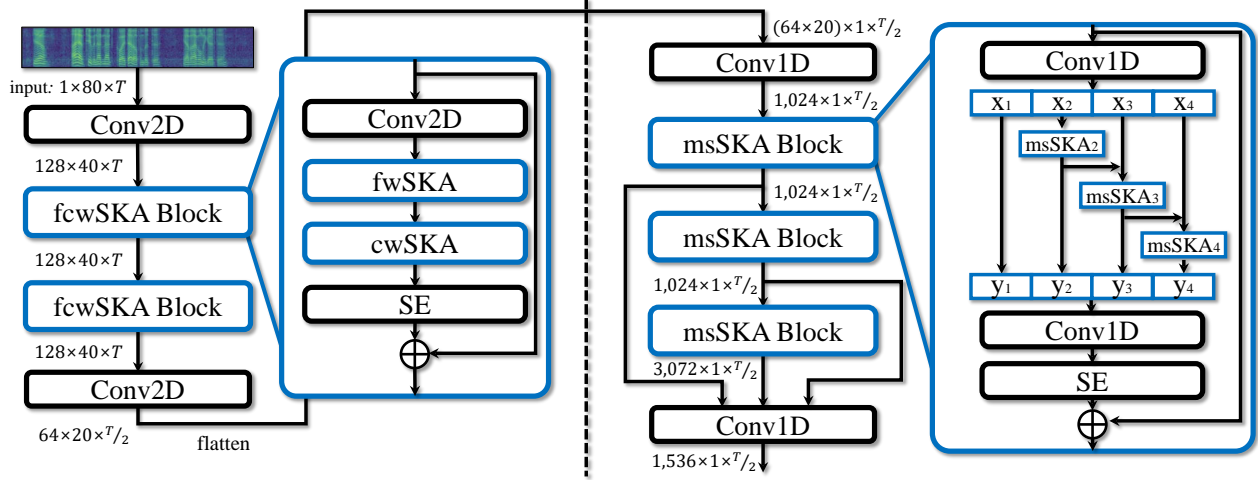 input: 1×80×T
Conv2D
128×40×T
fcwSKA Block
128×40×T
fcwSKA Block
128×40×T
Conv2D
64×20×T/2
flatten
Conv2D
fwSKA
cwSKA
SE
(64×20)×1×T/2
Conv1D
1,024×1×T/2
msSKA Block
1,024×1×T/2
msSKA Block
1,024×1×T/2
msSKA Block
3,072×1×T/2
Conv1D
1,536×1×T/2
Conv1D
x1 x2 x3 x4
msSKA2
msSKA3
msSKA4
y1 y2 y3 y4
Conv1D
SE